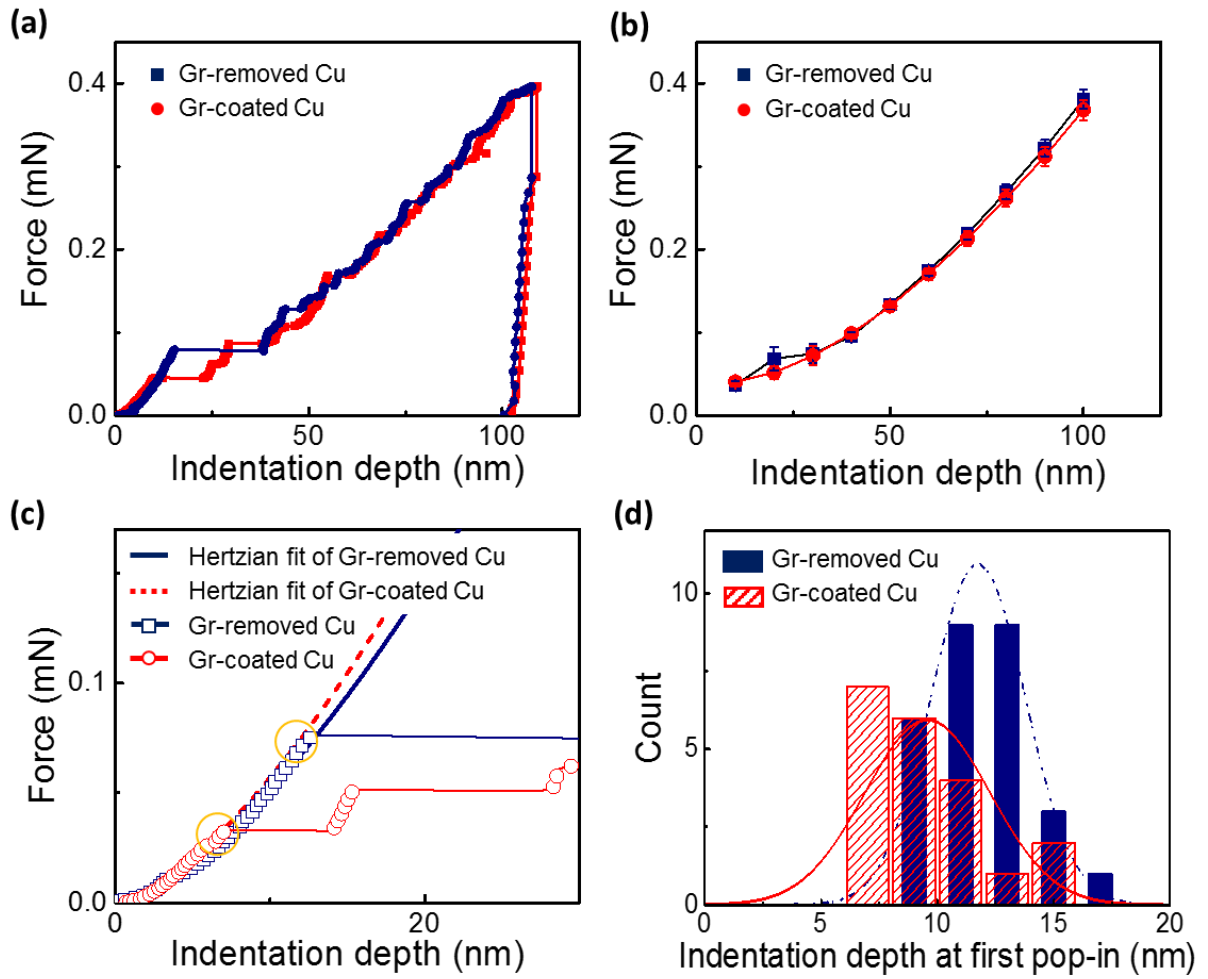 (a)
Gr-removed Cu
Gr-coated Cu
0.4
0.2
0.0
Force (mN)
0
50
100
Indentation depth (nm)
(b)
Gr-removed Cu
Gr-coated Cu
0.4
0.2
0.0
Force (mN)
50
100
Indentation depth (nm)
(c)
Hertzian fit of Gr-removed Cu
Hertzian fit of Gr-coated Cu
Gr-removed Cu
Gr-coated Cu
0.1
0.0
Force (mN)
0
20
Indentation depth (nm)
(d)
Gr-removed Cu
Gr-coated Cu
10
5
0
Count
0
5
10
15
20
Indentation depth at first pop-in (nm)